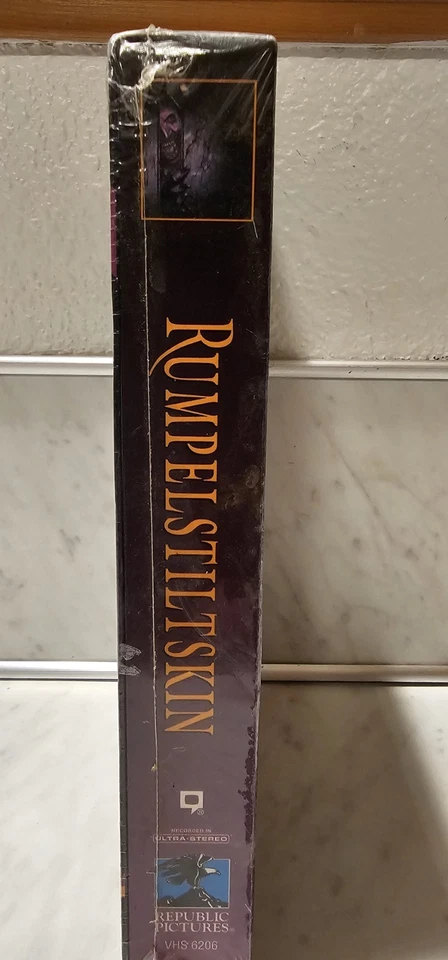 RUMPELSTILTSKIN
®
RECORDED IN
ULTRA-STEREO
REPUBLIC
PICTURES®
VHS 6206